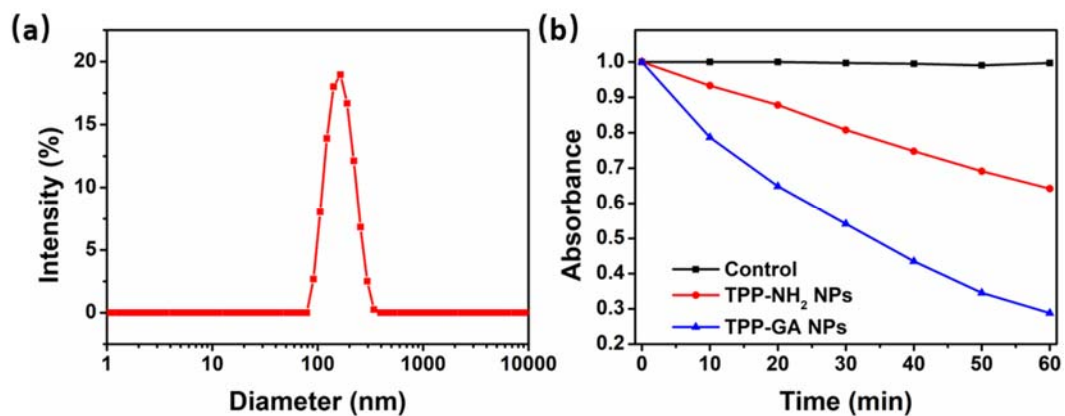 (a)
Intensity (%)
20
15
10
5
0
1 10 100 1000 10000
Diameter (nm)
(b)
Absorbance
1.0
0.9
0.8
0.7
0.6
0.5
0.4
0.3
0.2
Control
TPP-NH₂ NPs
TPP-GA NPs
0 10 20 30 40 50 60
Time (min)